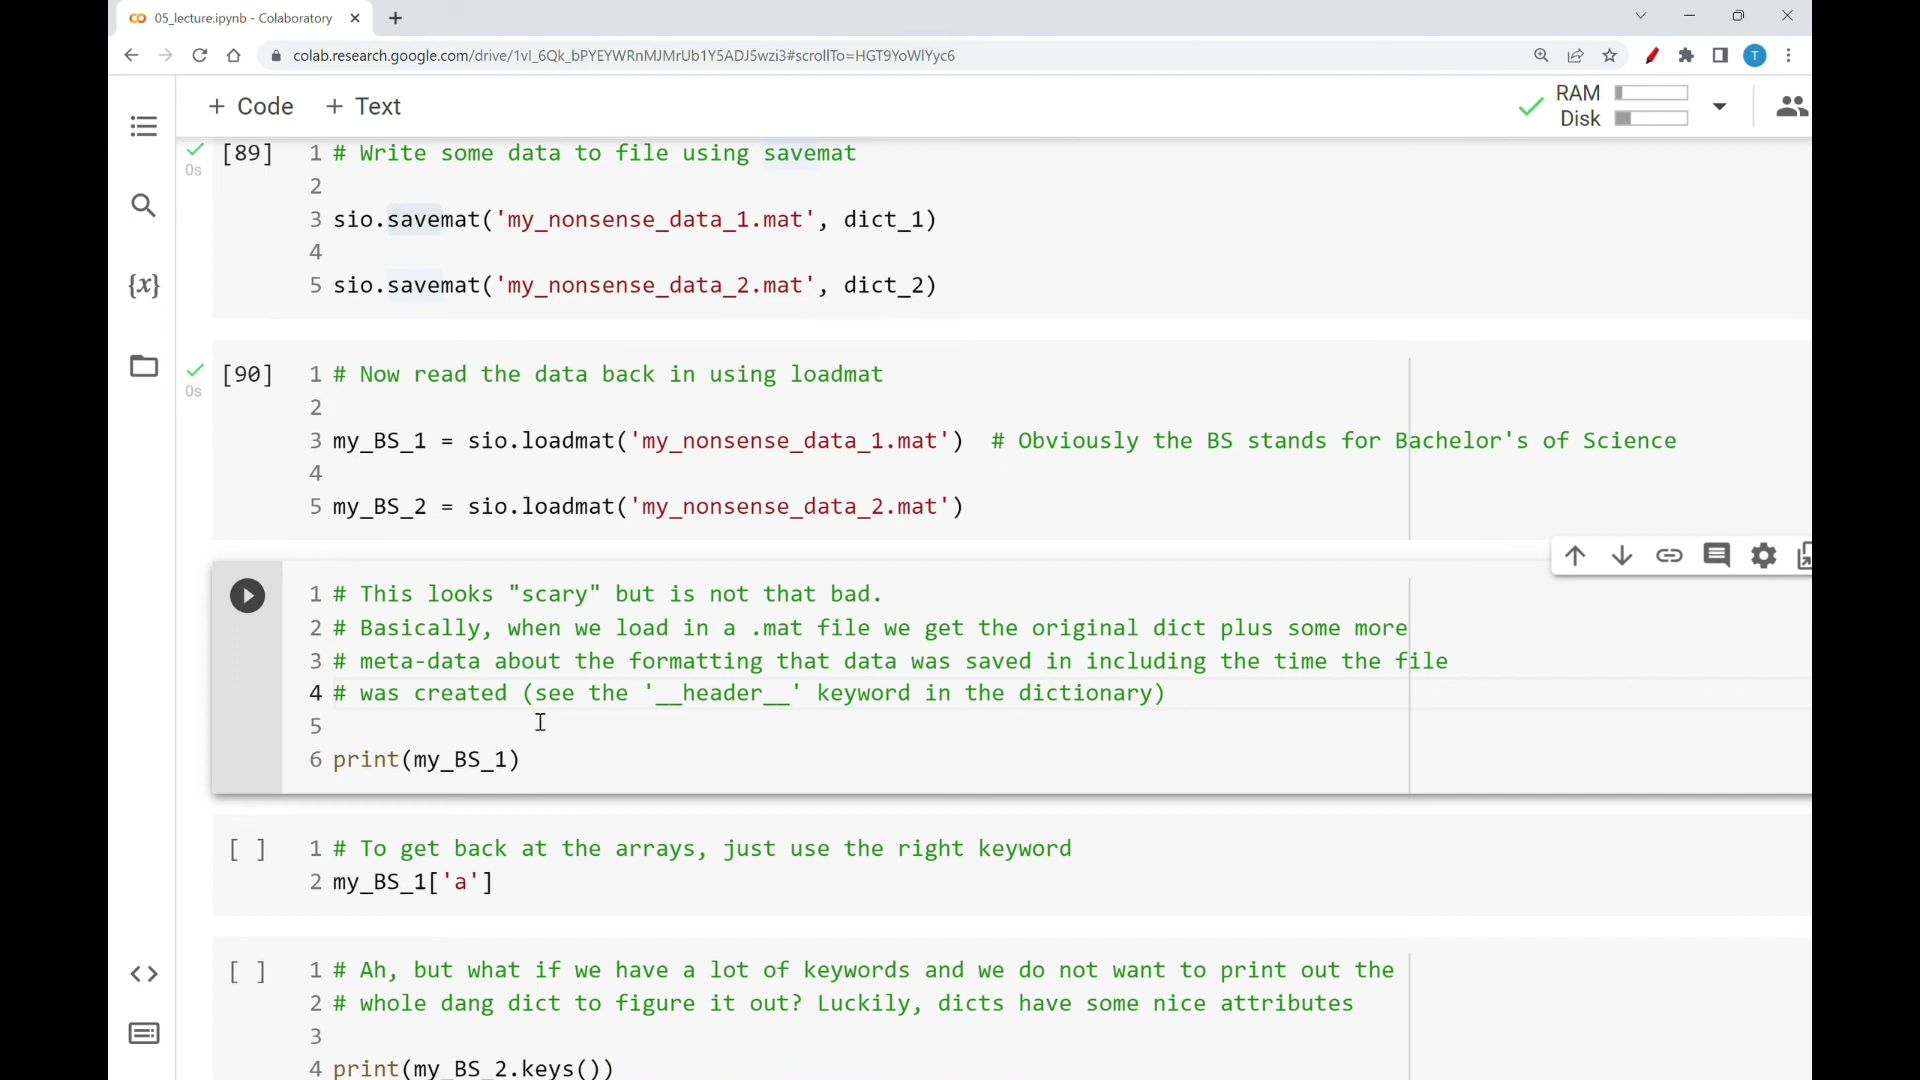 05_lecture.ipynb - Colaboratory
colab.research.google.com/drive/1vl_6Qk_bPYEYWRnMJMrUb1Y5ADJ5wzi3#scrollTo=HGT9YoWlYyc6
T
+ Code + Text
RAM
Disk
{x}
0s
[89]
1 # Write some data to file using savemat
2
3 sio.savemat('my_nonsense_data_1.mat', dict_1)
4
5 sio.savemat('my_nonsense_data_2.mat', dict_2)
0s
[90]
1 # Now read the data back in using loadmat
2
3 my_BS_1 = sio.loadmat('my_nonsense_data_1.mat')  # Obviously the BS stands for Bachelor's of Science
4
5 my_BS_2 = sio.loadmat('my_nonsense_data_2.mat')
1 # This looks "scary" but is not that bad.
2 # Basically, when we load in a .mat file we get the original dict plus some more
3 # meta-data about the formatting that data was saved in including the time the file
4 # was created (see the '__header__' keyword in the dictionary)
5
6 print(my_BS_1)
[ ]
1 # To get back at the arrays, just use the right keyword
2 my_BS_1['a']
[ ]
1 # Ah, but what if we have a lot of keywords and we do not want to print out the
2 # whole dang dict to figure it out? Luckily, dicts have some nice attributes
3
4 print(my_BS_2.keys())